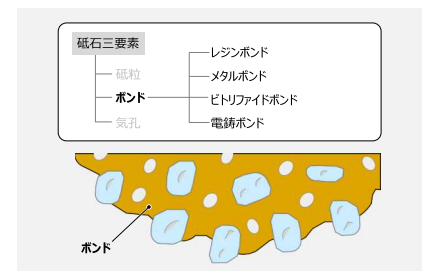 砥石三要素
砥粒
ボンド
気孔
レジンボンド
メタルボンド
ビトリファイドボンド
電鋳ボンド
ボンド